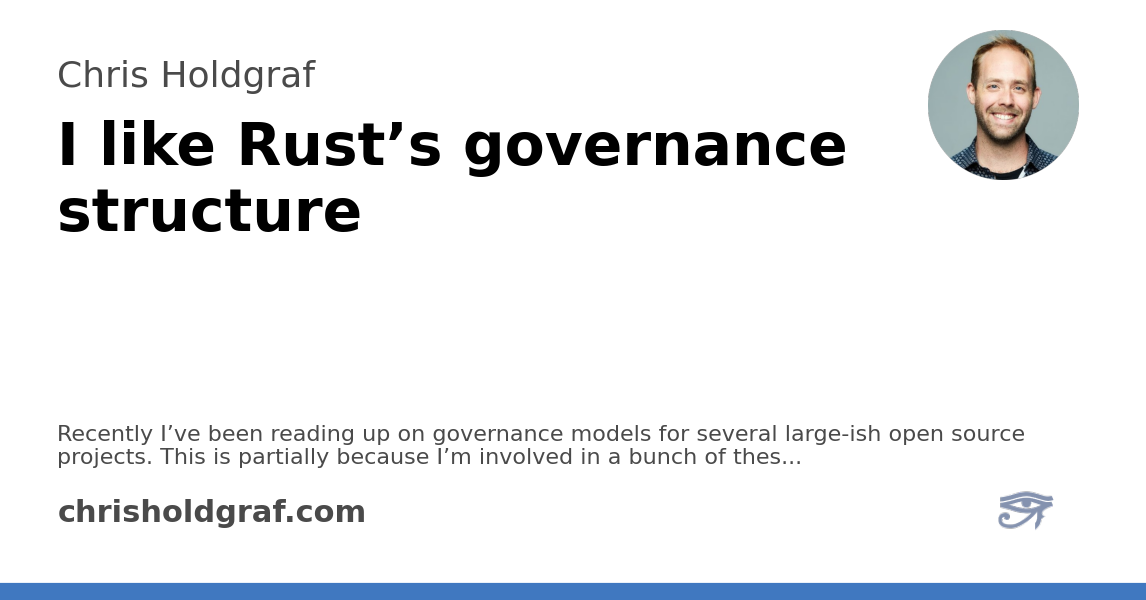 Chris Holdgraf
I like Rust’s governance
structure
Recently I’ve been reading up on governance models for several large-ish open source
projects. This is partially because I’m involved in a bunch of thes...
chrisholdgraf.com